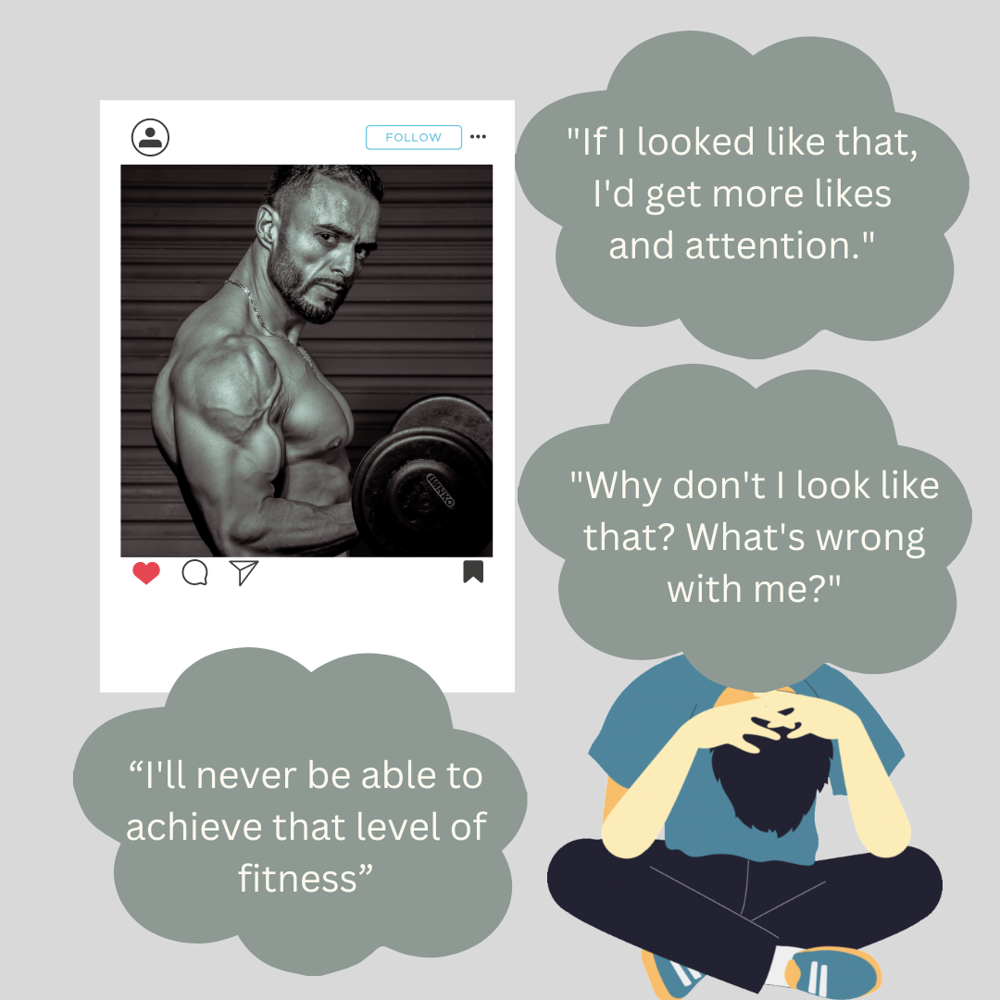 FOLLOW
"If I looked like that,
I'd get more likes
and attention."
IVANKO
"Why don't I look like
that? What's wrong
with me?"
“I'll never be able to
achieve that level of
fitness”